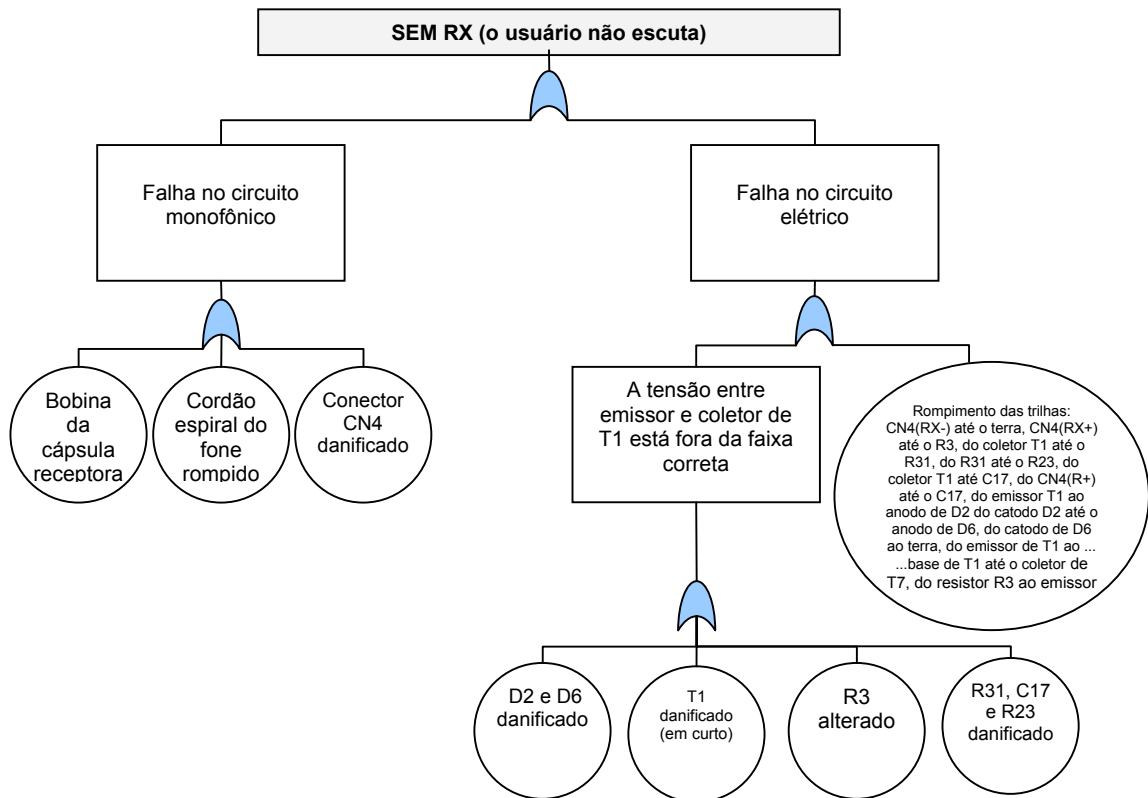 SEM RX (o usuário não escuta)
Falha no circuito
monofônico
Falha no circuito
elétrico
Bobina
da
cápsula
receptora
Cordão
espiral do
fone
rompido
Conector
CN4
danificado
A tensão entre
emissor e coletor de
T1 está fora da faixa
correta
Rompimento das trilhas:
CN4(RX-) até o terra, CN4(RX+)
até o R3, do coletor T1 até o
R31, do R31 até o R23, do
coletor T1 até C17, do CN4(R+)
até o C17, do emissor T1 ao
anodo de D2 do catodo D2 até o
anodo de D6, do catodo de D6
ao terra, do emissor de T1 ao ...
...base de T1 até o coletor de
T7, do resistor R3 ao emissor
D2 e D6
danificado
T1
danificado
(em curto)
R3
alterado
R31, C17
e R23
danificado